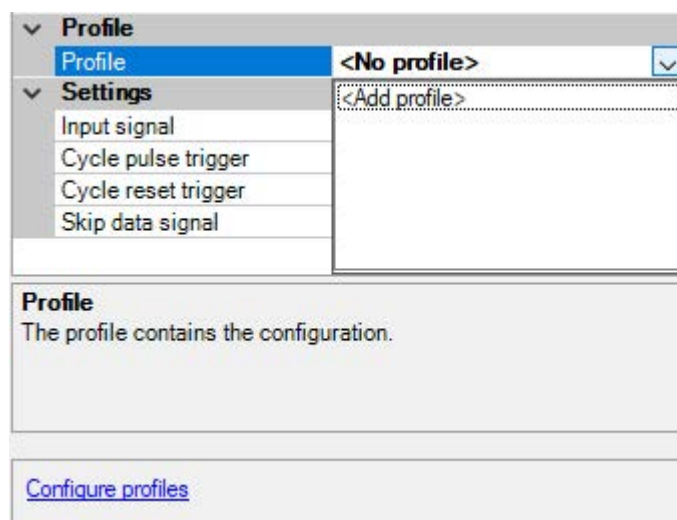 Profile
Profile <No profile>
Settings <Add profile>
Input signal
Cycle pulse trigger
Cycle reset trigger
Skip data signal
Profile
The profile contains the configuration.
Configure profiles